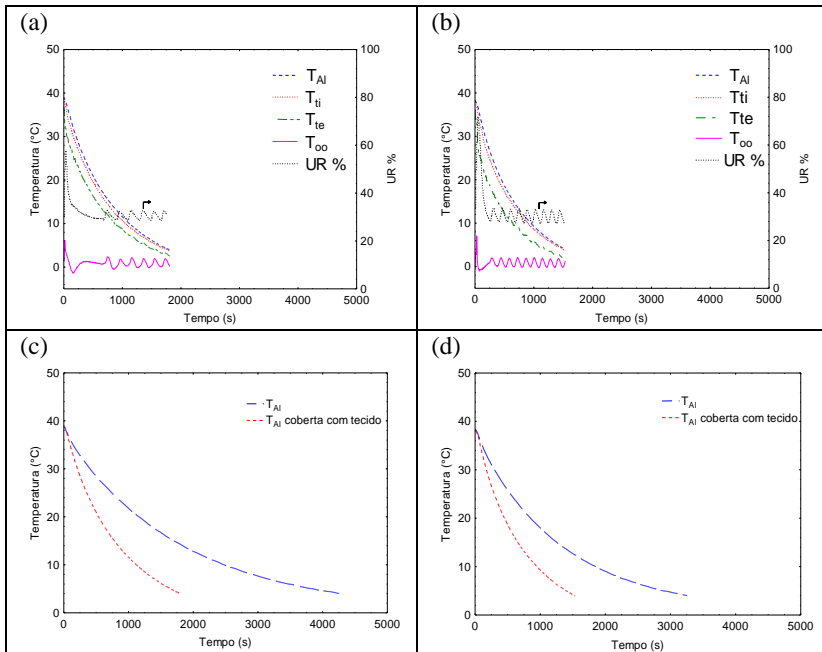 (a)
50
40
30
20
10
0
Temperatura (°C)
0
1000
2000
3000
4000
5000
Tempo (s)
100
80
60
40
20
0
UR %
T_Al
T_ti
T_te
T_oo
UR %
(b)
50
40
30
20
10
0
Temperatura (°C)
0
1000
2000
3000
4000
5000
Tempo (s)
100
80
60
40
20
0
UR %
T_Al
Tti
Tte
T_oo
UR %
(c)
50
40
30
20
10
0
Temperatura (°C)
0
1000
2000
3000
4000
5000
Tempo (s)
T_Al
T_Al coberta com tecido
(d)
50
40
30
20
10
0
Temperatura (°C)
0
1000
2000
3000
4000
5000
Tempo (s)
T_Al
T_Al coberta com tecido